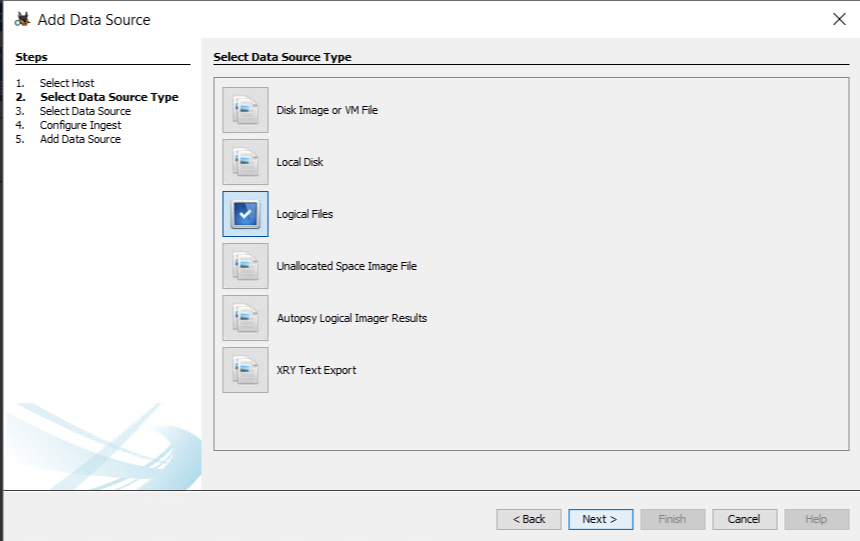 Add Data Source
Steps
1. Select Host
2. Select Data Source Type
3. Select Data Source
4. Configure Ingest
5. Add Data Source
Select Data Source Type
Disk Image or VM File
Local Disk
Logical Files
Unallocated Space Image File
Autopsy Logical Imager Results
XRY Text Export
< Back
Next >
Finish
Cancel
Help